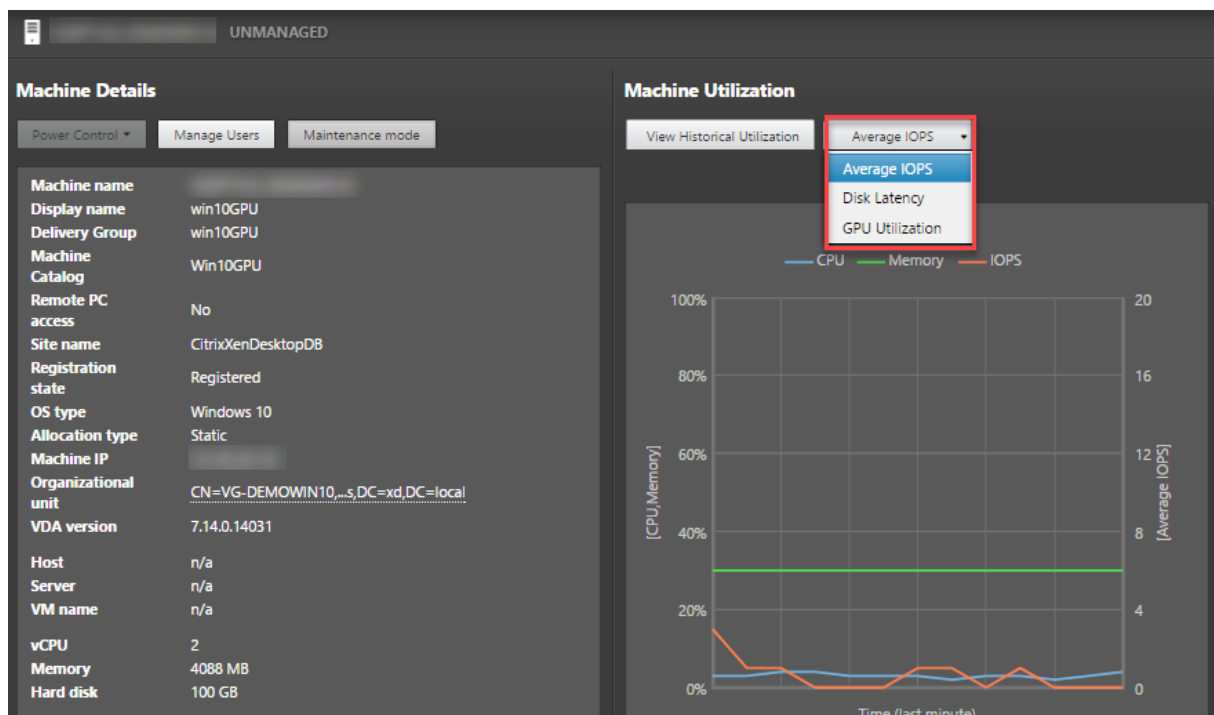 UNMANAGED
Machine Details
Power Control
Manage Users
Maintenance mode
Machine name
Display name win10GPU
Delivery Group win10GPU
Machine
Catalog
Win10GPU
Remote PC
access
No
Site name CitrixXenDesktopDB
Registration
state
Registered
OS type Windows 10
Allocation type Static
Machine IP
Organizational
unit
CN=VG-DEMOWIN10,...s,DC=xd,DC=local
VDA version 7.14.0.14031
Host n/a
Server n/a
VM name n/a
vCPU 2
Memory 4088 MB
Hard disk 100 GB
Machine Utilization
View Historical Utilization
Average IOPS
Average IOPS
Disk Latency
GPU Utilization
CPU Memory IOPS
100% 20
80% 16
60% 12
40% 8
20% 4
0% 0
[CPU,Memory]
[Average IOPS]
Time (last minute)